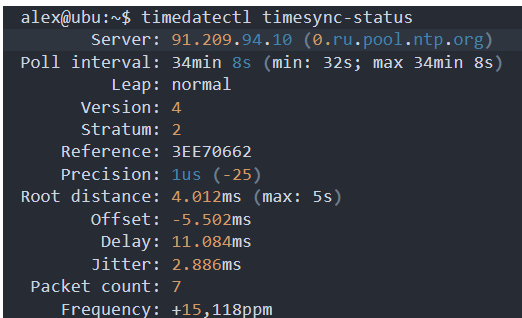 alex@ubu:~$ timedatectl timesync-status
Server: 91.209.94.10 (0.ru.pool.ntp.org)
Poll interval: 34min 8s (min: 32s; max 34min 8s)
Leap: normal
Version: 4
Stratum: 2
Reference: 3EE70662
Precision: 1us (-25)
Root distance: 4.012ms (max: 5s)
Offset: -5.502ms
Delay: 11.084ms
Jitter: 2.886ms
Packet count: 7
Frequency: +15,118ppm